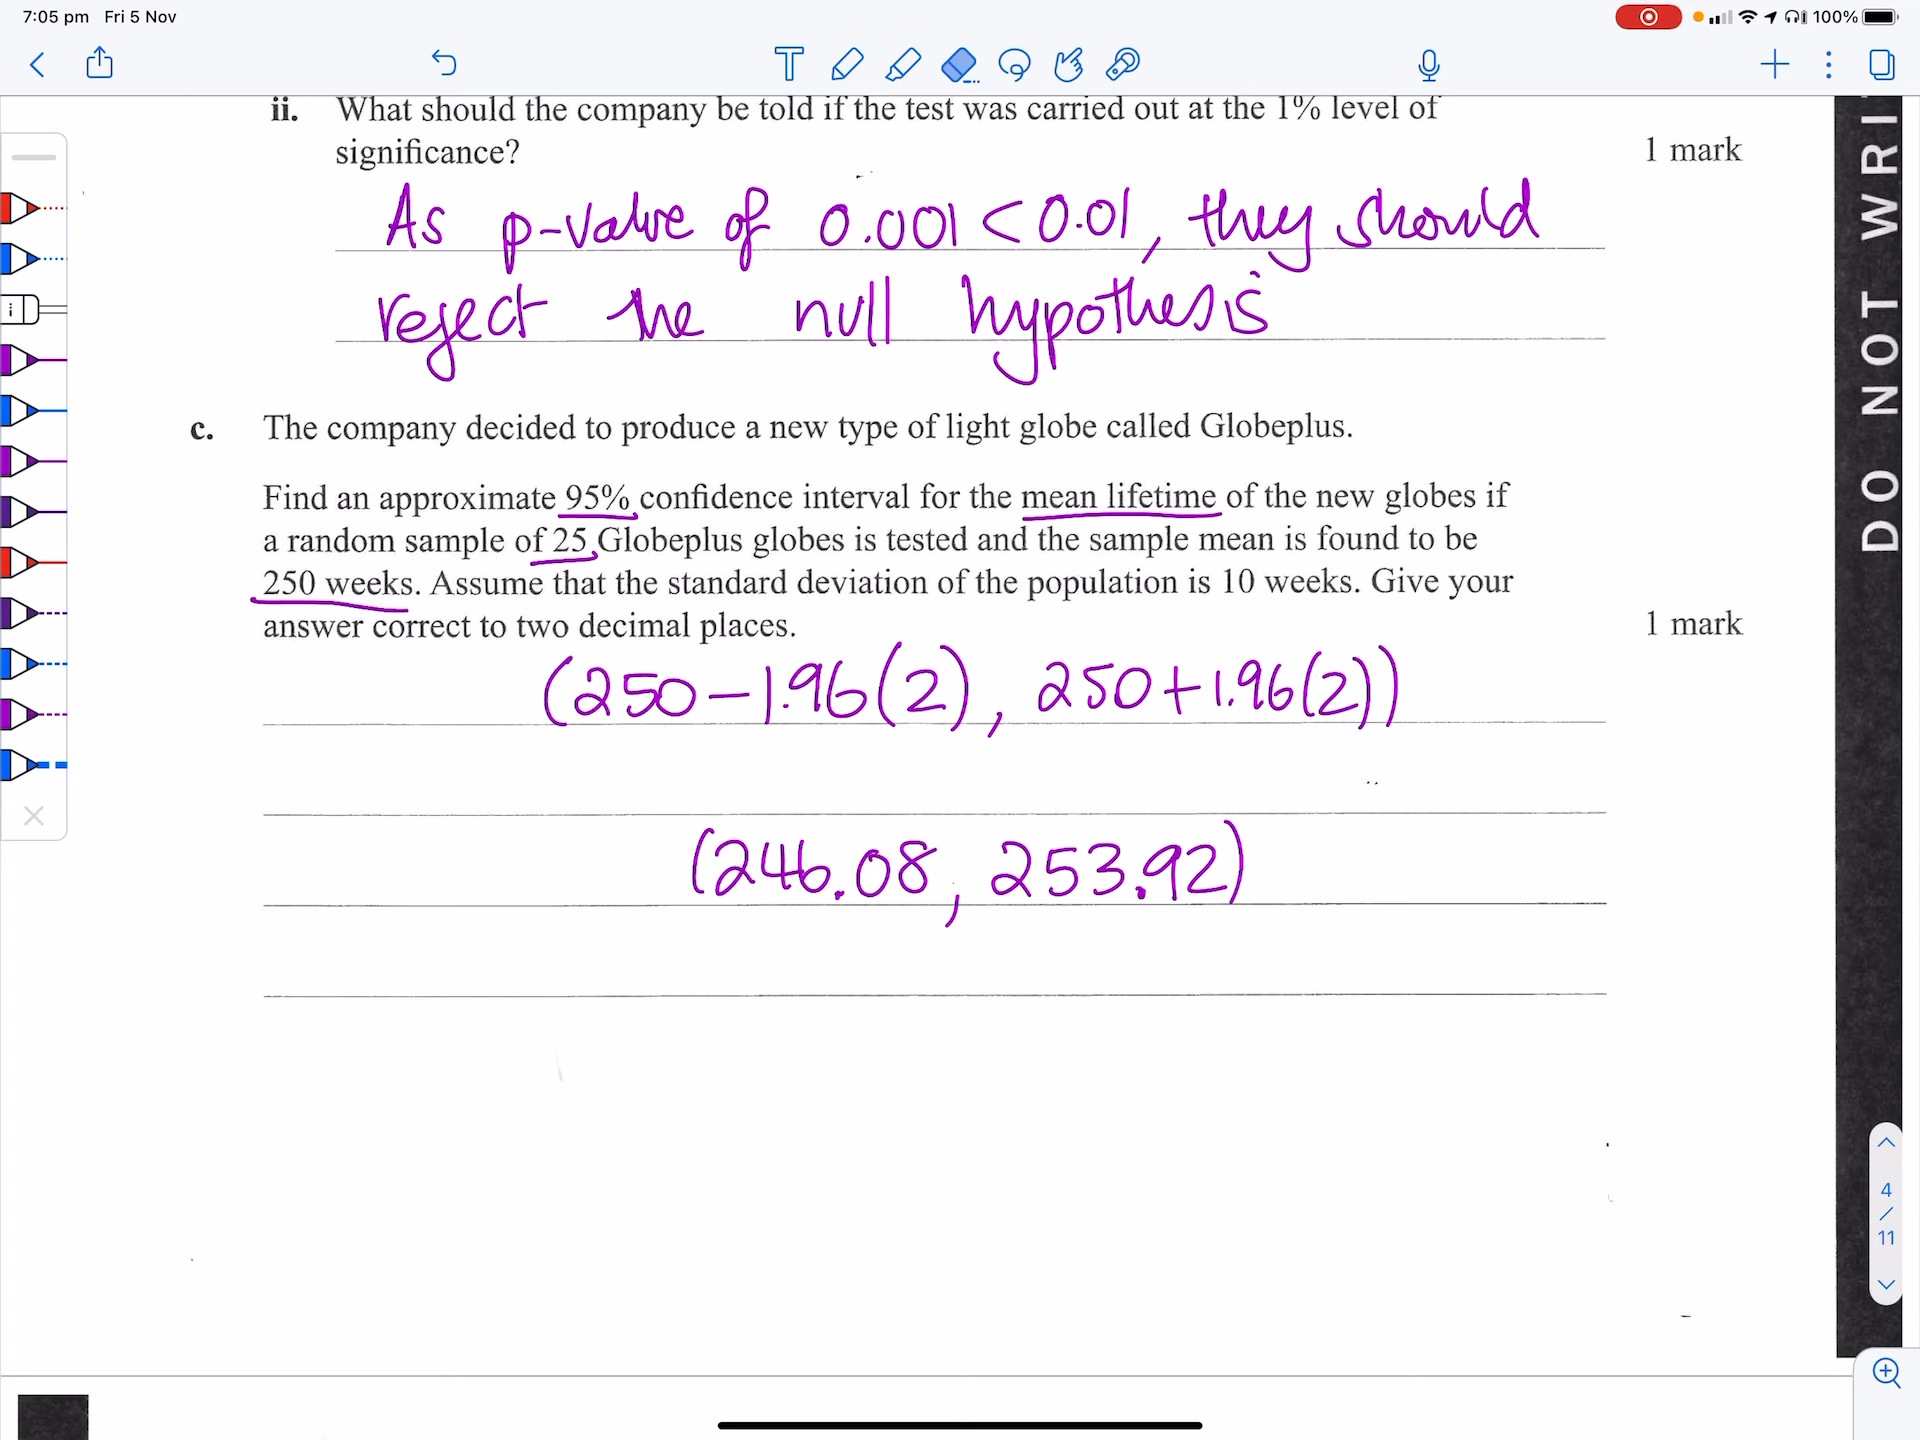 7:05 pm Fri 5 Nov
100%
ii. What should the company be told if the test was carried out at the 1% level of
significance?
1 mark
As p-value of 0.001 < 0.01, they should
reject the null hypothesis
c. The company decided to produce a new type of light globe called Globeplus.
Find an approximate 95% confidence interval for the mean lifetime of the new globes if
a random sample of 25 Globeplus globes is tested and the sample mean is found to be
250 weeks. Assume that the standard deviation of the population is 10 weeks. Give your
answer correct to two decimal places.
1 mark
(250-1.96(2), 250+1.96(2))
(246.08, 253.92)
DO NOT WRI
4
/
11